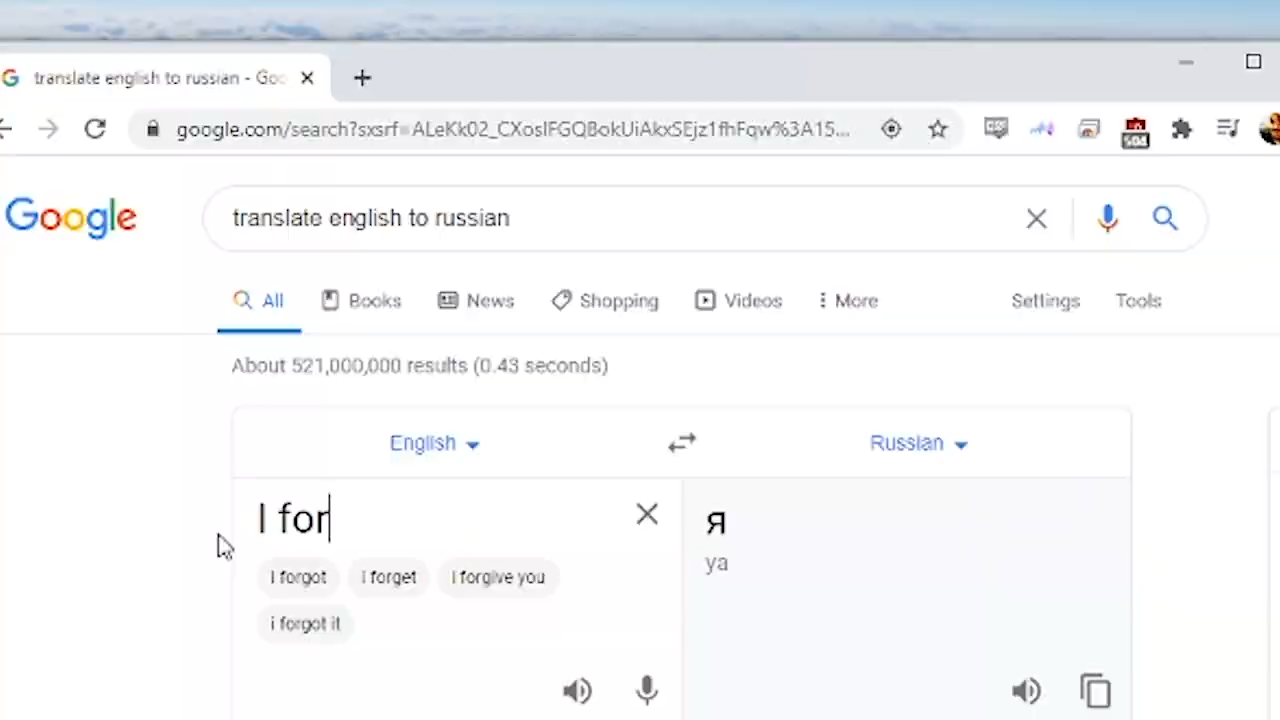 translate english to russian - Goo
google.com/search?sxsrf=ALeKk02_CXosIFGQBokUiAkxSEjz1fhFqw%3A15...
Google
translate english to russian
All Books News Shopping Videos More Settings Tools
About 521,000,000 results (0.43 seconds)
English Russian
I for
я
ya
I forgot I forget I forgive you
i forgot it